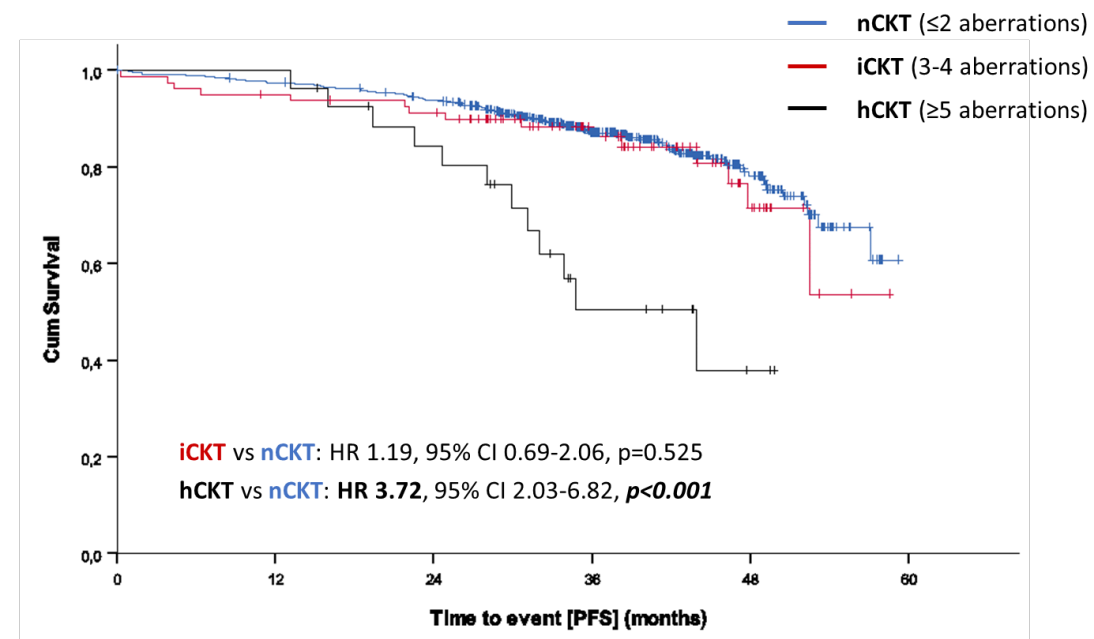 nCKT (≤2 aberrations)
iCKT (3-4 aberrations)
hCKT (≥5 aberrations)
1,0
0,8
0,6
0,4
0,2
0,0
Cum Survival
iCKT vs nCKT: HR 1.19, 95% CI 0.69-2.06, p=0.525
hCKT vs nCKT: HR 3.72, 95% CI 2.03-6.82, p<0.001
0 12 24 36 48 60
Time to event [PFS] (months)